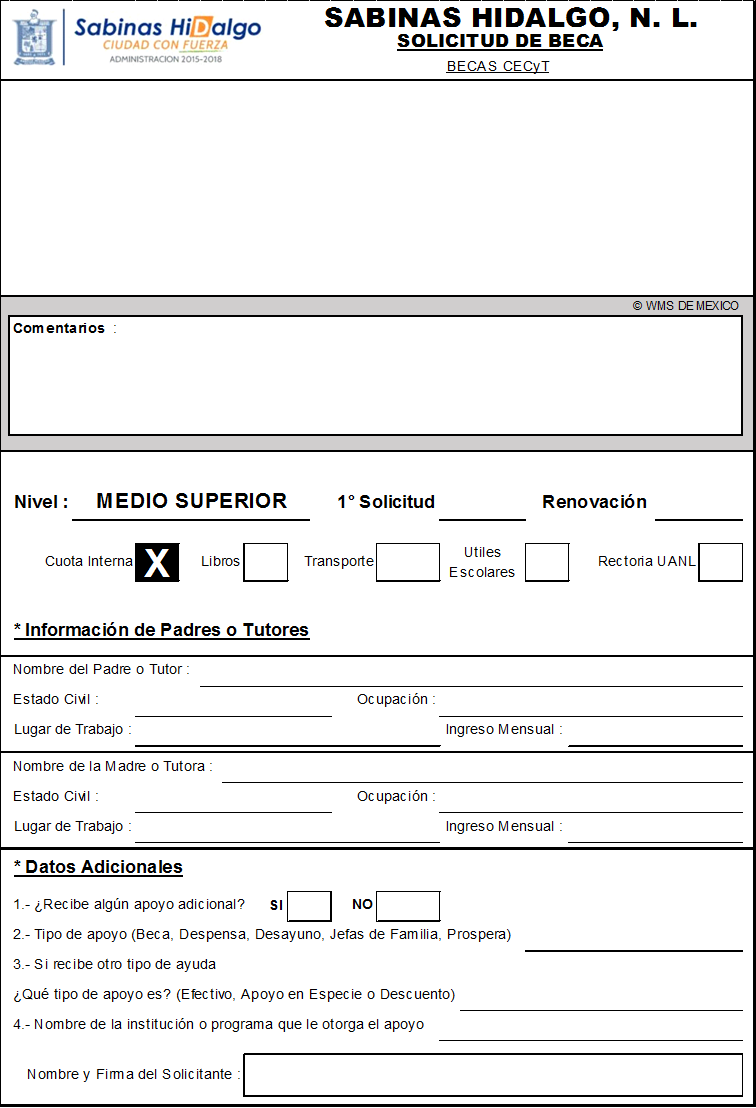 Sabinas HiDalgo
CIUDAD CON FUERZA
ADMINISTRACION 2015-2018
SABINAS HIDALGO, N. L.
SOLICITUD DE BECA
BECAS CECyT
© WMS DE MEXICO
Comentarios :
Nivel : MEDIO SUPERIOR 1° Solicitud Renovación
Cuota Interna X Libros Transporte Utiles Escolares Rectoria UANL
* Información de Padres o Tutores
Nombre del Padre o Tutor :
Estado Civil : Ocupación :
Lugar de Trabajo : Ingreso Mensual :
Nombre de la Madre o Tutora :
Estado Civil : Ocupación :
Lugar de Trabajo : Ingreso Mensual :
* Datos Adicionales
1.- ¿Recibe algún apoyo adicional? SI NO
2.- Tipo de apoyo (Beca, Despensa, Desayuno, Jefas de Familia, Prospera)
3.- Si recibe otro tipo de ayuda
¿Qué tipo de apoyo es? (Efectivo, Apoyo en Especie o Descuento)
4.- Nombre de la institución o programa que le otorga el apoyo
Nombre y Firma del Solicitante :